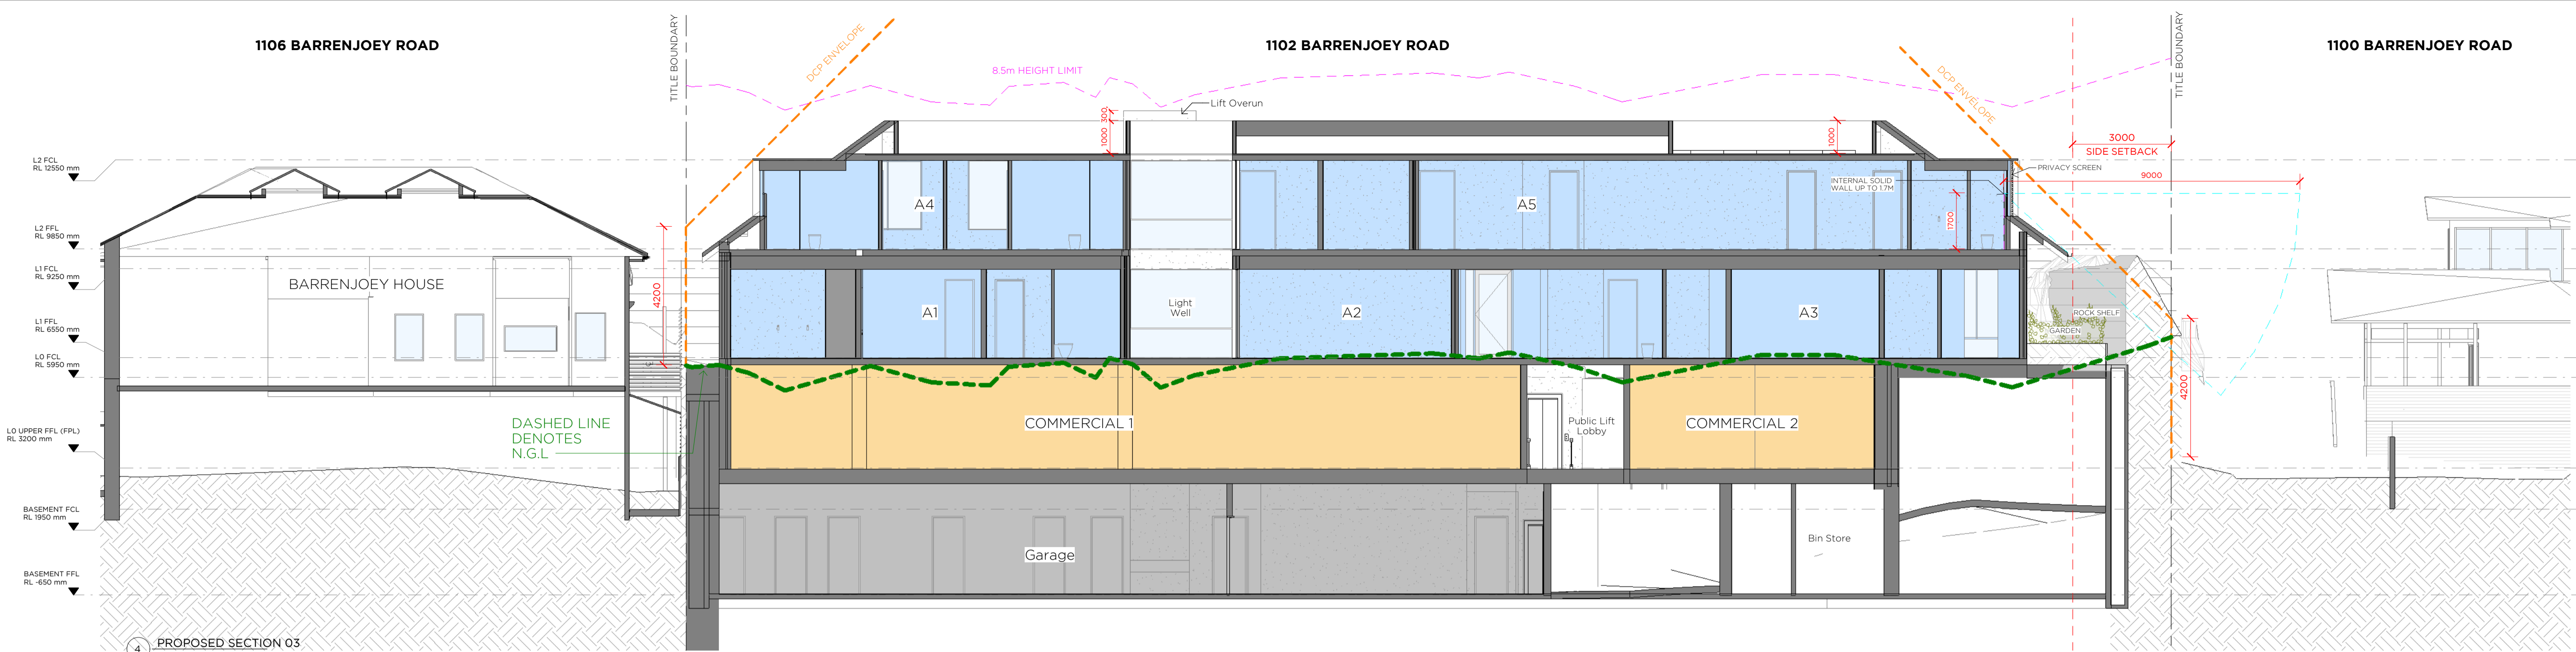 1106 BARRENJOEY ROAD
1102 BARRENJOEY ROAD
1100 BARRENJOEY ROAD
TITLE BOUNDARY
DCP ENVELOPE
8.5m HEIGHT LIMIT
Lift Overun
300
1000
1000
DCP ENVELOPE
TITLE BOUNDARY
3000
SIDE SETBACK
PRIVACY SCREEN
9000
INTERNAL SOLID
WALL UP TO 1.7M
1700
L2 FCL
RL 12550 mm
L2 FFL
RL 9850 mm
L1 FCL
RL 9250 mm
L1 FFL
RL 6550 mm
L0 FCL
RL 5950 mm
L0 UPPER FFL (FPL)
RL 3200 mm
BASEMENT FCL
RL 1950 mm
BASEMENT FFL
RL -650 mm
BARRENJOEY HOUSE
4200
A4
A5
A1
Light
Well
A2
A3
ROCK SHELF
GARDEN
4200
DASHED LINE
DENOTES
N.G.L
COMMERCIAL 1
Public Lift
Lobby
COMMERCIAL 2
Garage
Bin Store
4
PROPOSED SECTION 03